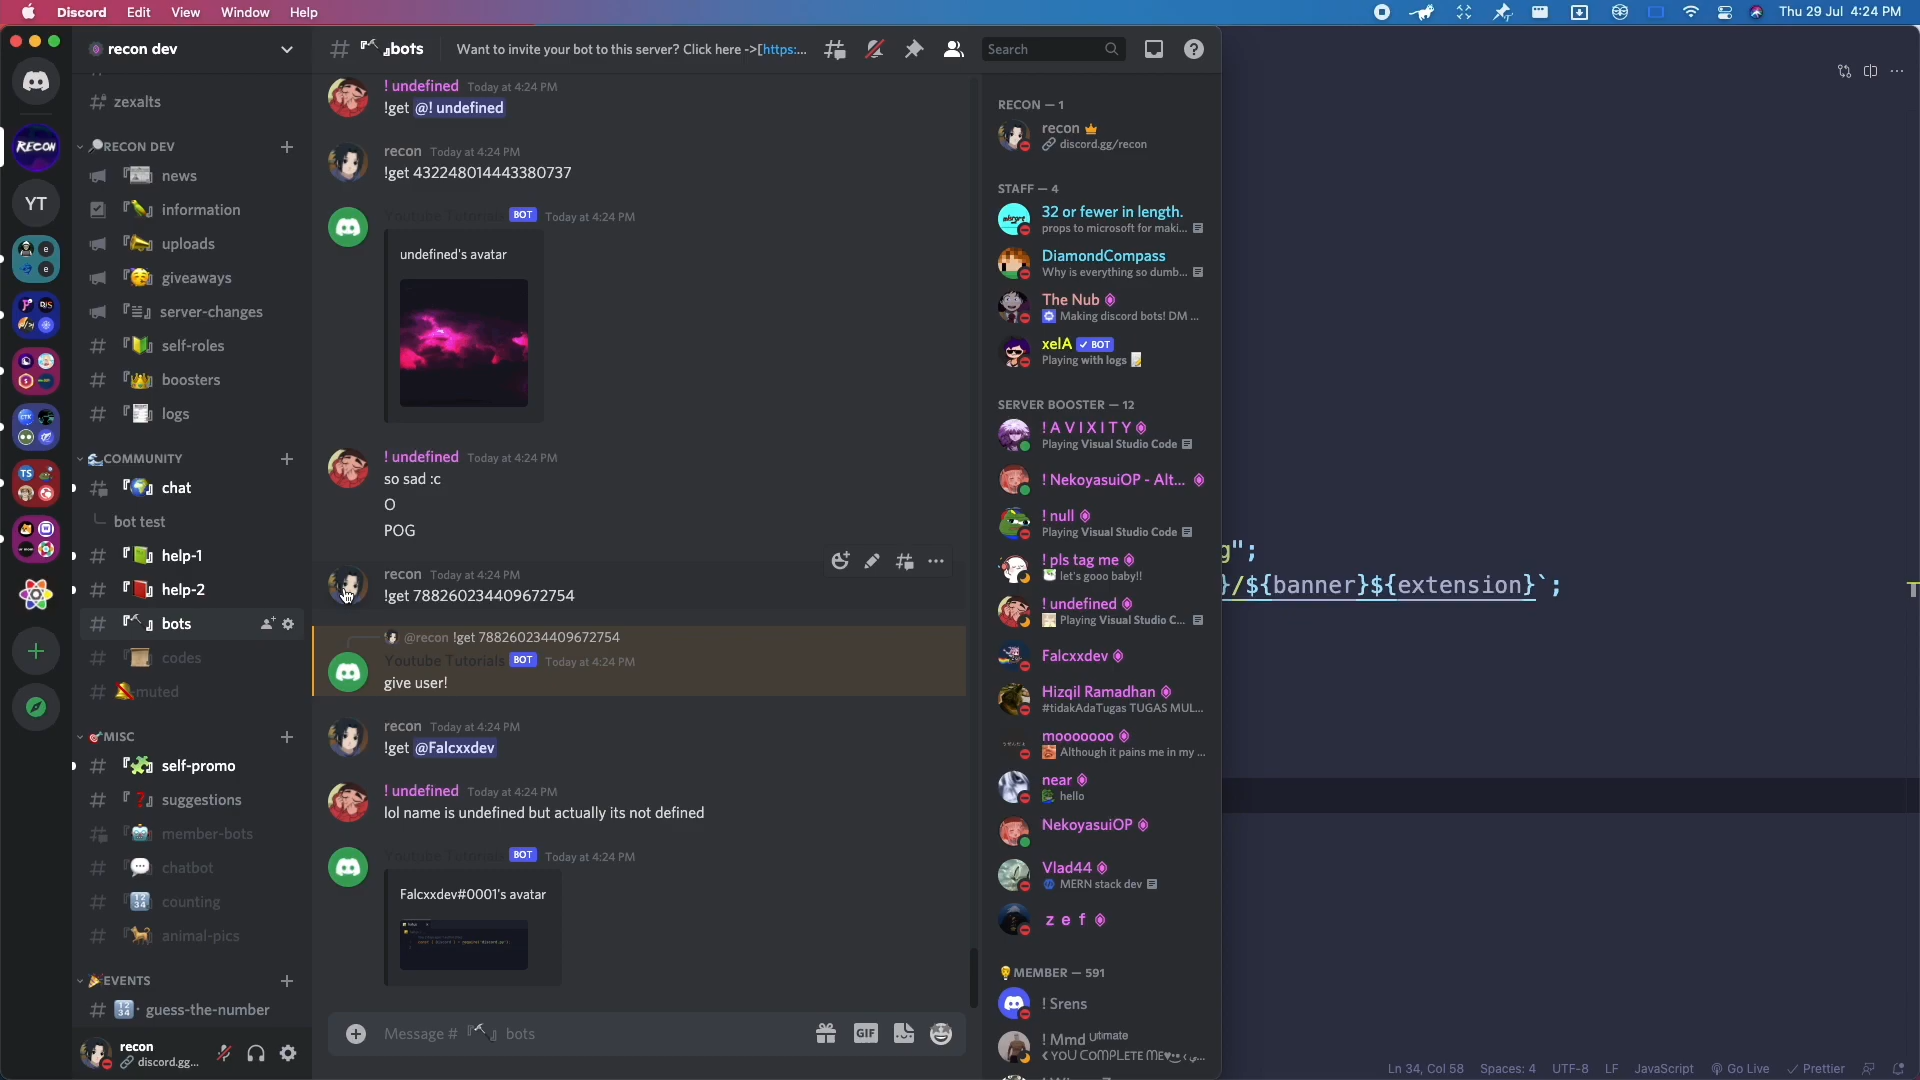 Discord Edit View Window Help
Thu 29 Jul 4:24 PM
recon dev
bots
Want to invite your bot to this server? Click here ->[https:...
Search
zexalts
RECON DEV
news
information
uploads
giveaways
server-changes
self-roles
boosters
logs
COMMUNITY
chat
bot test
help-1
help-2
bots
codes
muted
MISC
self-promo
suggestions
member-bots
chatbot
counting
animal-pics
EVENTS
guess-the-number
recon
discord.gg...
RECON
YT
! undefined Today at 4:24 PM
!get @! undefined
recon Today at 4:24 PM
!get 432248014443380737
Youtube Tutorials BOT Today at 4:24 PM
undefined's avatar
! undefined Today at 4:24 PM
so sad :c
O
POG
recon Today at 4:24 PM
!get 788260234409672754
@recon !get 788260234409672754
Youtube Tutorials BOT Today at 4:24 PM
give user!
recon Today at 4:24 PM
!get @Falcxxdev
! undefined Today at 4:24 PM
lol name is undefined but actually its not defined
Youtube Tutorials BOT Today at 4:24 PM
Falcxxdev#0001's avatar
Message # 『🔨』 bots
GIF
RECON — 1
recon
discord.gg/recon
STAFF — 4
32 or fewer in length.
props to microsoft for maki...
DiamondCompass
Why is everything so dumb...
The Nub
Making discord bots! DM ...
xelA ✓ BOT
Playing with logs
SERVER BOOSTER — 12
! A V I X I T Y
Playing Visual Studio Code
! NekoyasuiOP - Alt...
! null
Playing Visual Studio Code
! pls tag me
let's gooo baby!!
! undefined
Playing Visual Studio C...
Falcxxdev
Hizqil Ramadhan
#tidakAdaTugas TUGAS MUL...
mooooooo
Although it pains me in my ...
near
hello
NekoyasuiOP
Vlad44
MERN stack dev
z e f
MEMBER — 591
! Srens
! Mmd Ultimate
YOU COMPLETE ME
g";
}/${banner}${extension}`;
Ln 34, Col 58 Spaces: 4 UTF-8 LF JavaScript Go Live ✓ Prettier